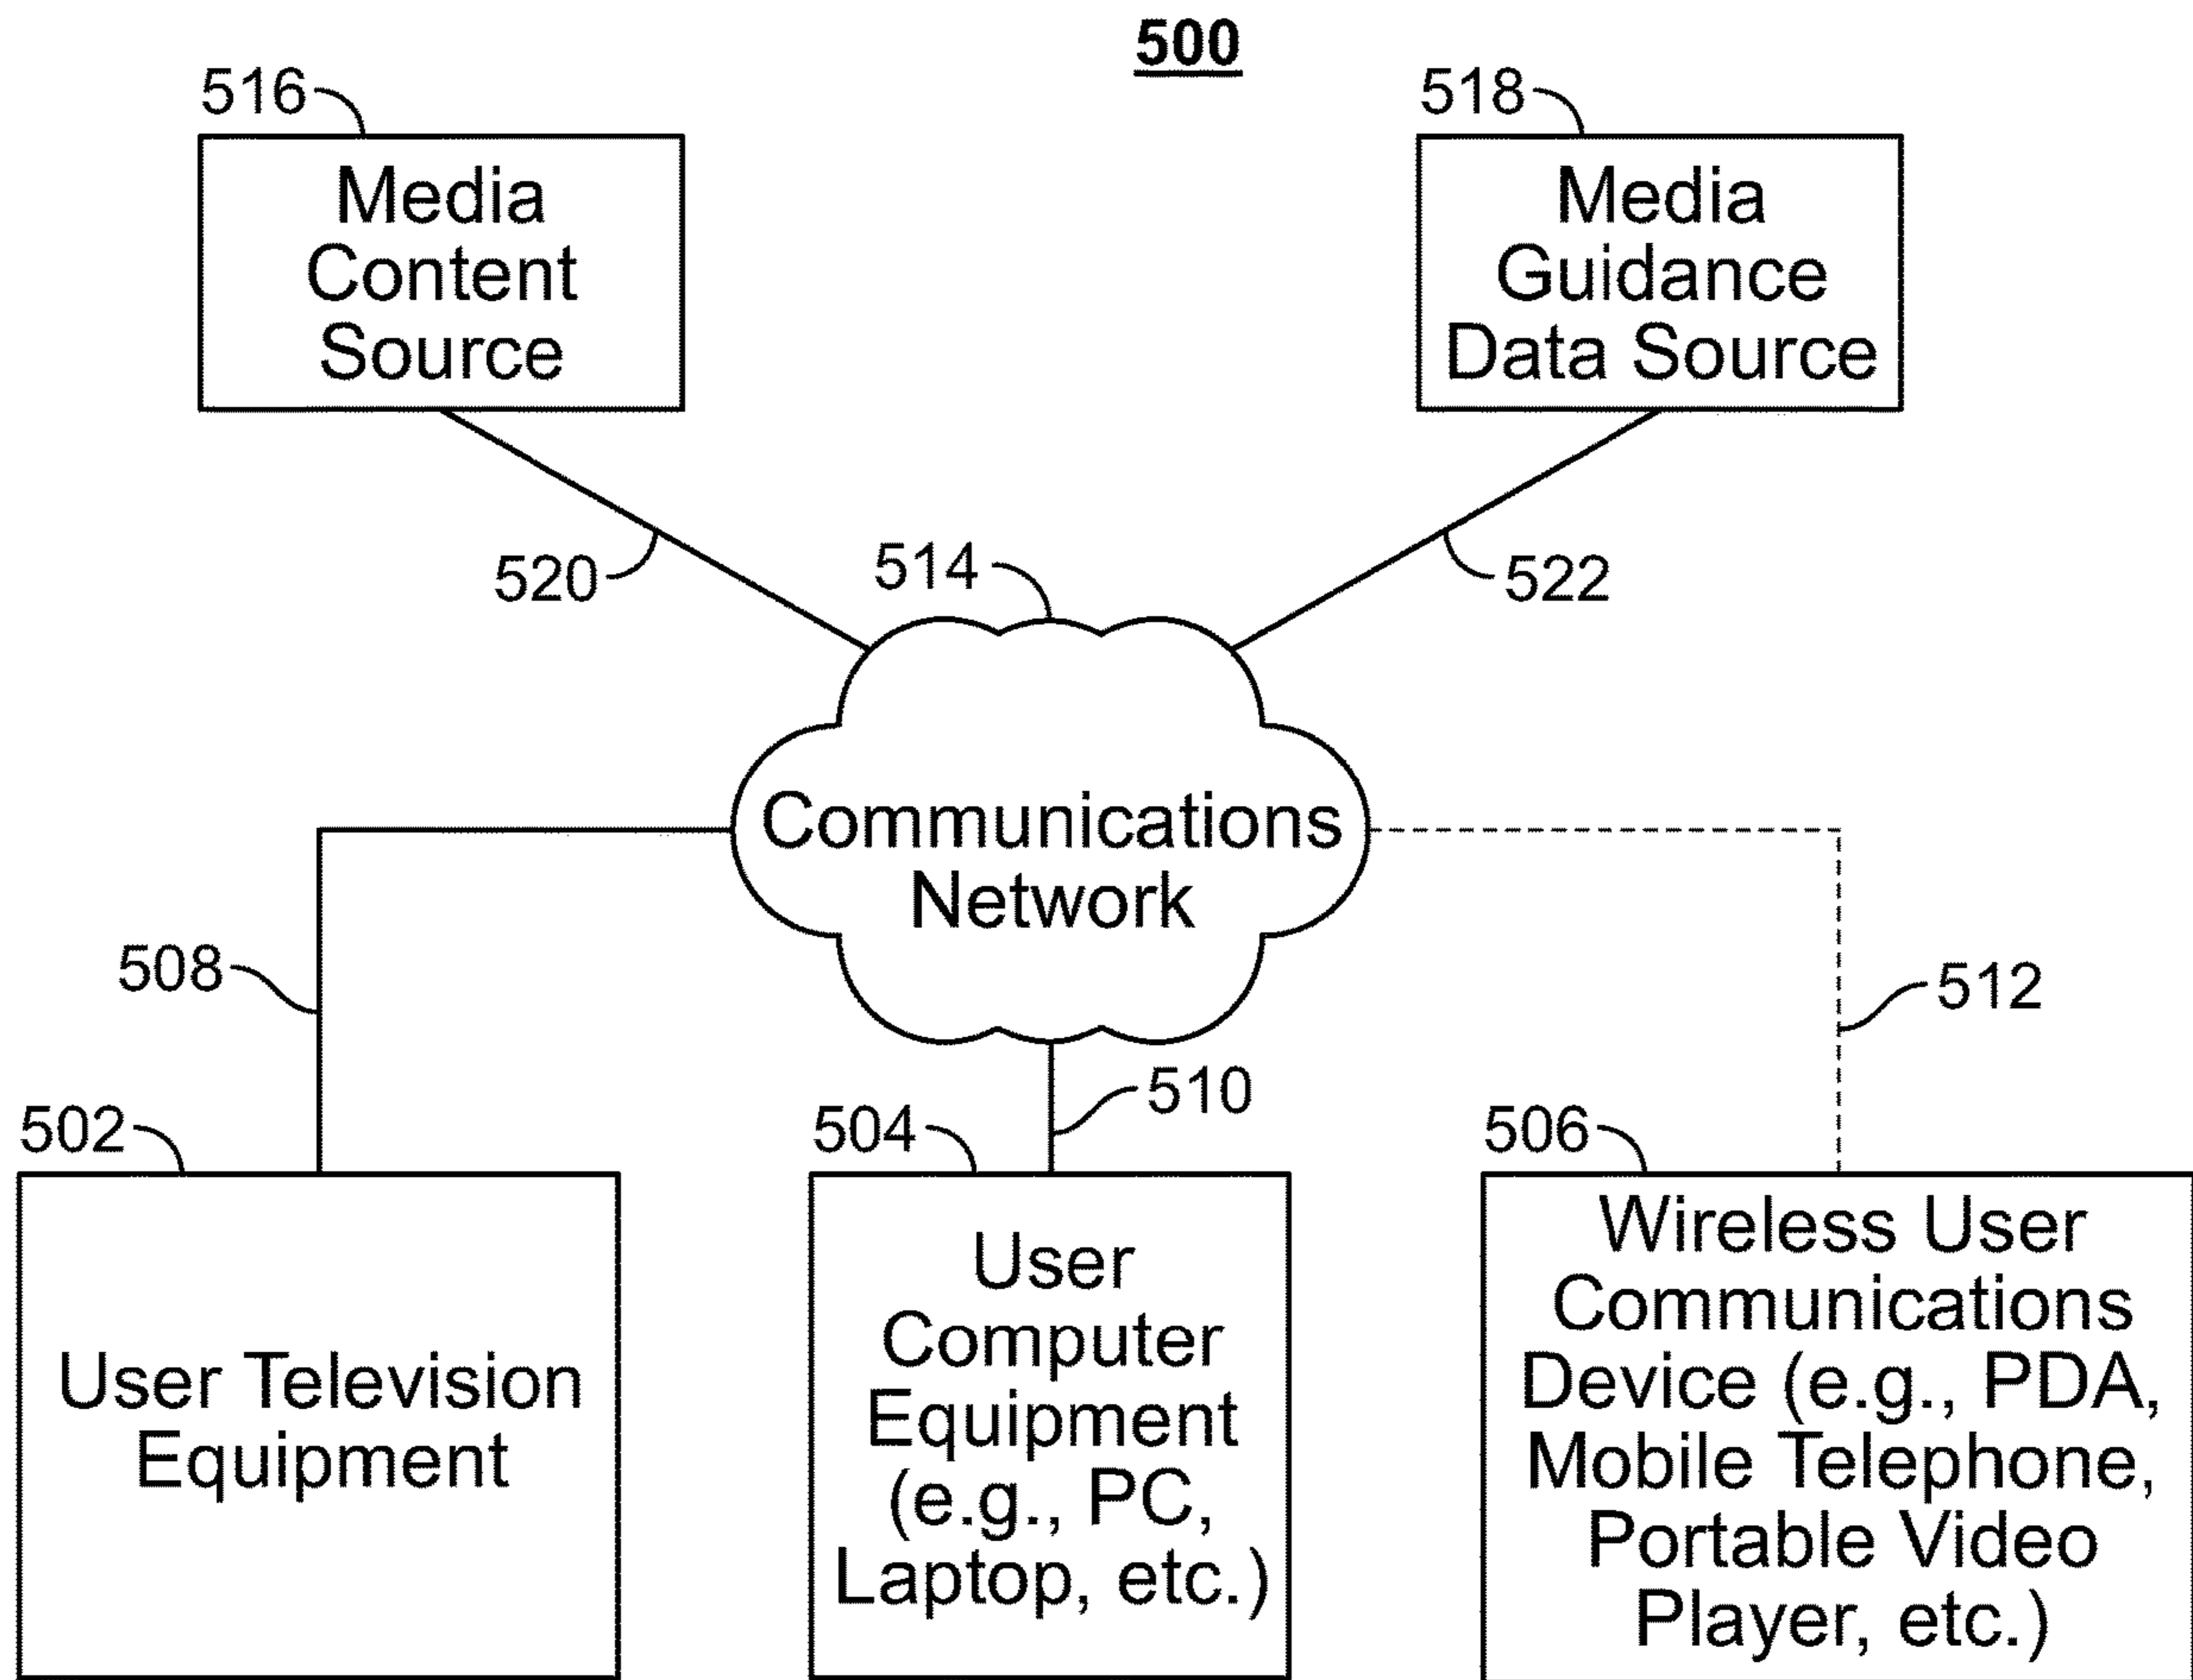 500
516
Media
Content
Source
518
Media
Guidance
Data Source
520
514
522
Communications
Network
508
512
510
502
User Television
Equipment
504
User
Computer
Equipment
(e.g., PC,
Laptop, etc.)
506
Wireless User
Communications
Device (e.g., PDA,
Mobile Telephone,
Portable Video
Player, etc.)